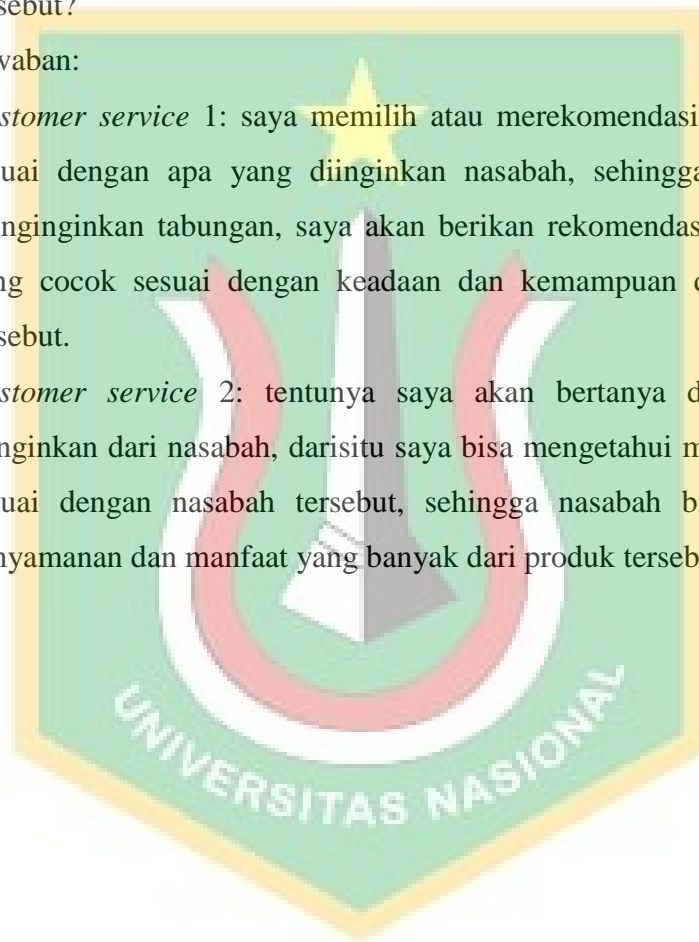 sebut?
vaban:
stomer service 1: saya memilih atau merekomendasi
uai dengan apa yang diinginkan nasabah, sehingga
nginginkan tabungan, saya akan berikan rekomendas
ng cocok sesuai dengan keadaan dan kemampuan d
sebut.
stomer service 2: tentunya saya akan bertanya d
nginkan dari nasabah, darisitu saya bisa mengetahui m
uai dengan nasabah tersebut, sehingga nasabah b
nyamanan dan manfaat yang banyak dari produk terseb
UNIVERSITAS NASIONAL